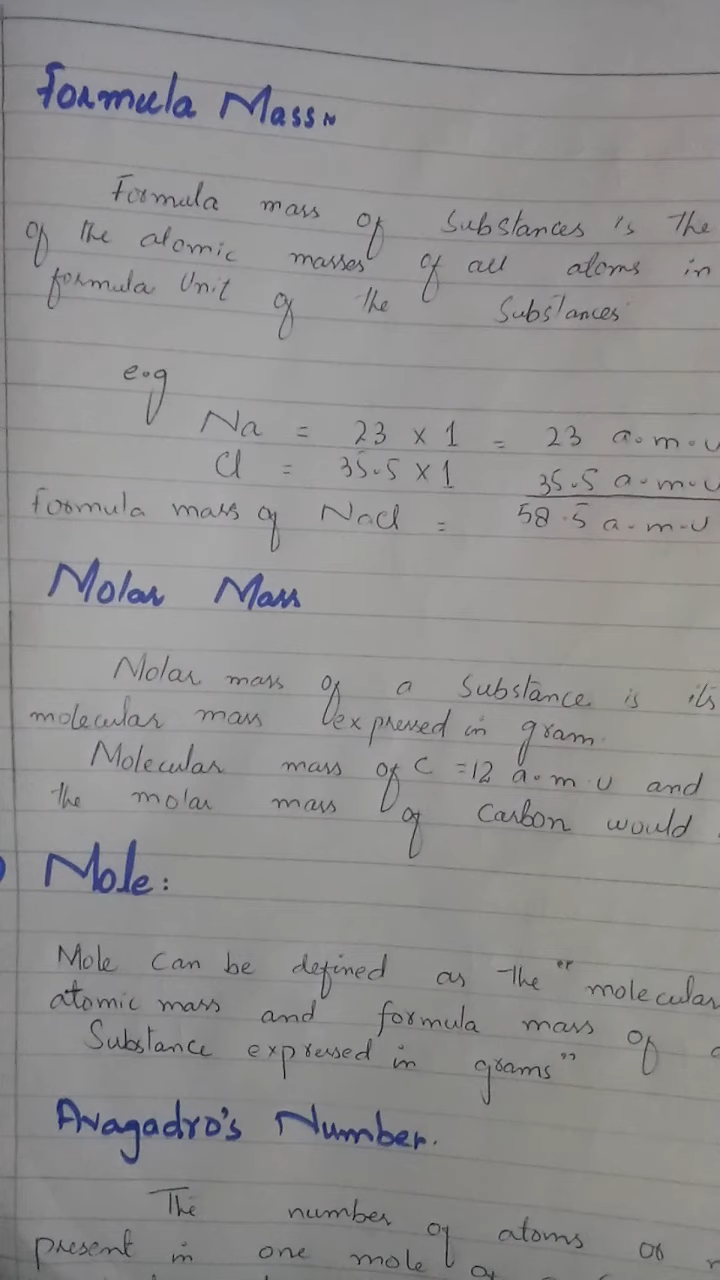 Formula Mass
Formula mass of Substances is the
of the atomic masses of all atoms in
formula Unit of the Substances
e.g
Na = 23 x 1 = 23 a.m.u
Cl = 35.5 x 1 35.5 a.m.u
Formula mass of Nacl = 58.5 a.m.u
Molar Mass
Molar mass of a Substance is its
molecular mass expressed in gram.
Molecular mass of C = 12 a.m.u and
the molar mass of Carbon would
Mole:
Mole Can be defined as the "molecular
atomic mass and formula mass of
Substance expressed in grams"
Avagadro's Number.
The number of atoms or
present in one mole of